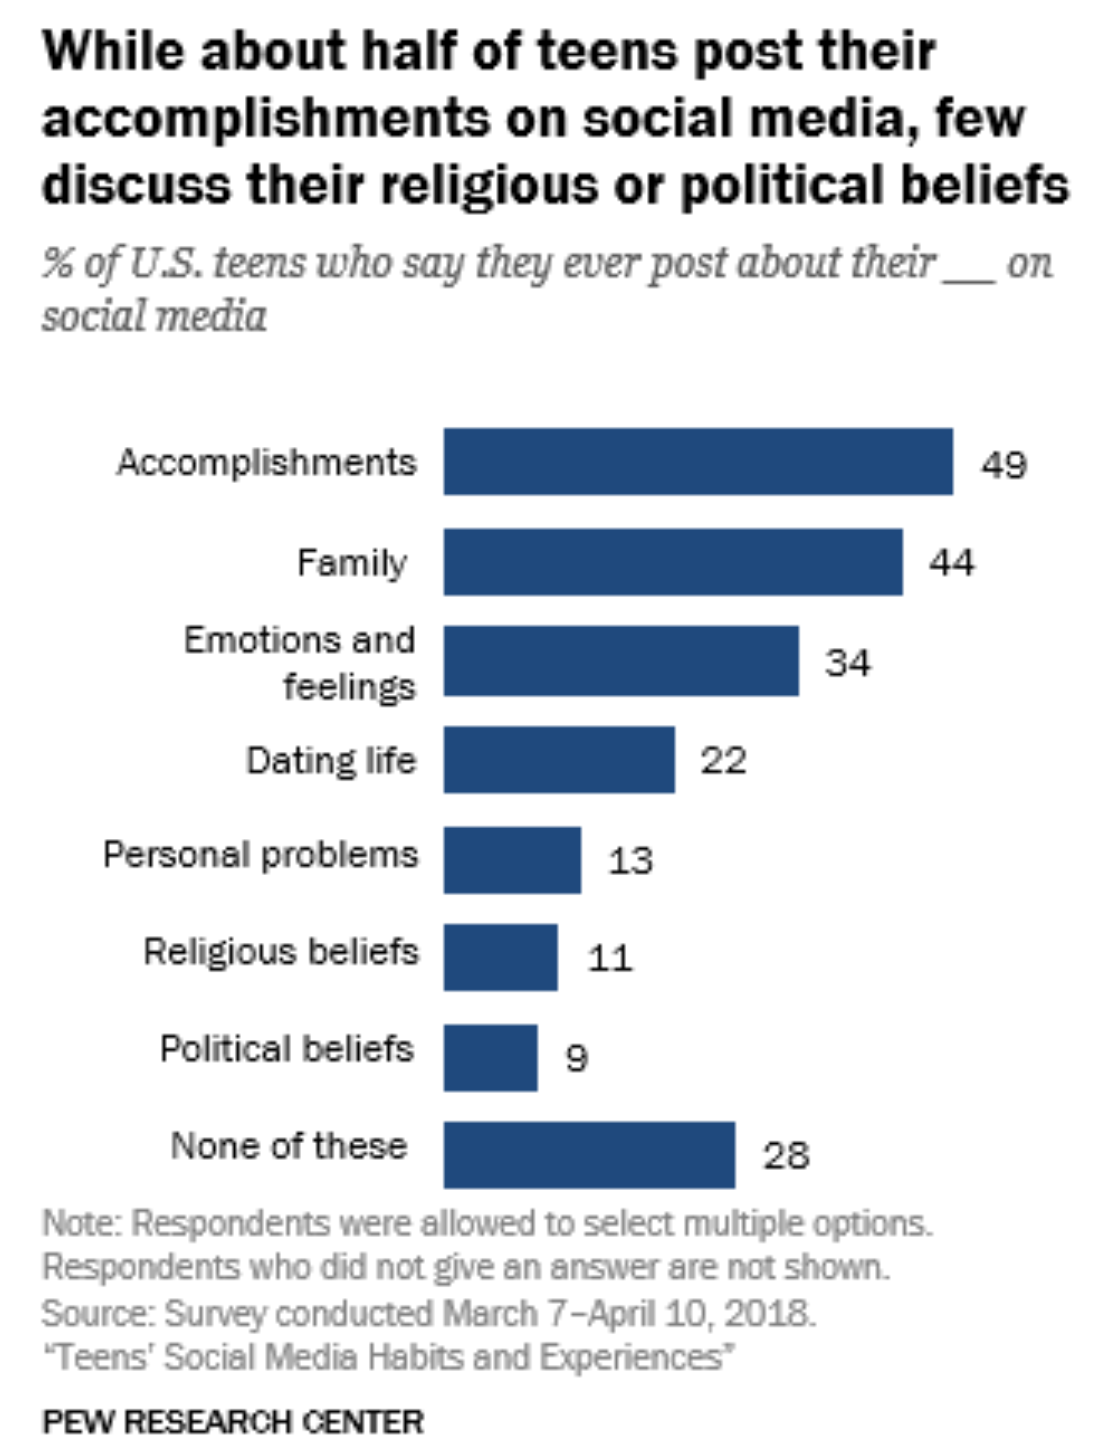 While about half of teens post their
accomplishments on social media, few
discuss their religious or political beliefs
% of U.S. teens who say they ever post about their __ on
social media
Accomplishments 49
Family 44
Emotions and
feelings 34
Dating life 22
Personal problems 13
Religious beliefs 11
Political beliefs 9
None of these 28
Note: Respondents were allowed to select multiple options.
Respondents who did not give an answer are not shown.
Source: Survey conducted March 7–April 10, 2018.
“Teens’ Social Media Habits and Experiences”
PEW RESEARCH CENTER